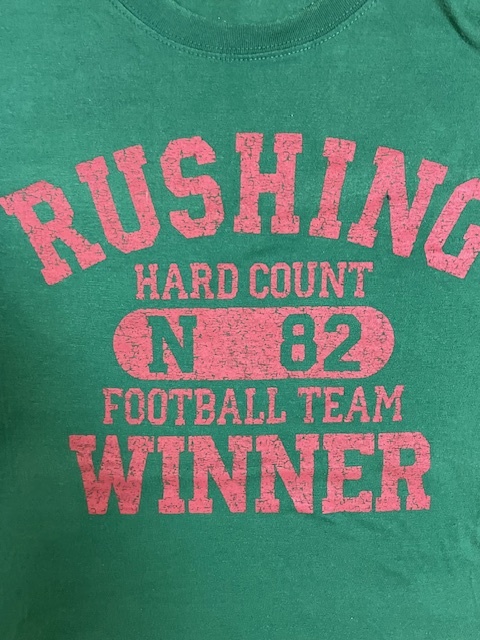 RUSHING
HARD COUNT
N 82
FOOTBALL TEAM
WINNER